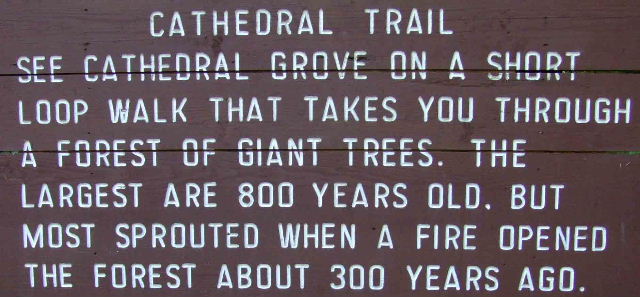 CATHEDRAL TRAIL
SEE CATHEDRAL GROVE ON A SHORT
LOOP WALK THAT TAKES YOU THROUGH
A FOREST OF GIANT TREES. THE
LARGEST ARE 800 YEARS OLD. BUT
MOST SPROUTED WHEN A FIRE OPENED
THE FOREST ABOUT 300 YEARS AGO.